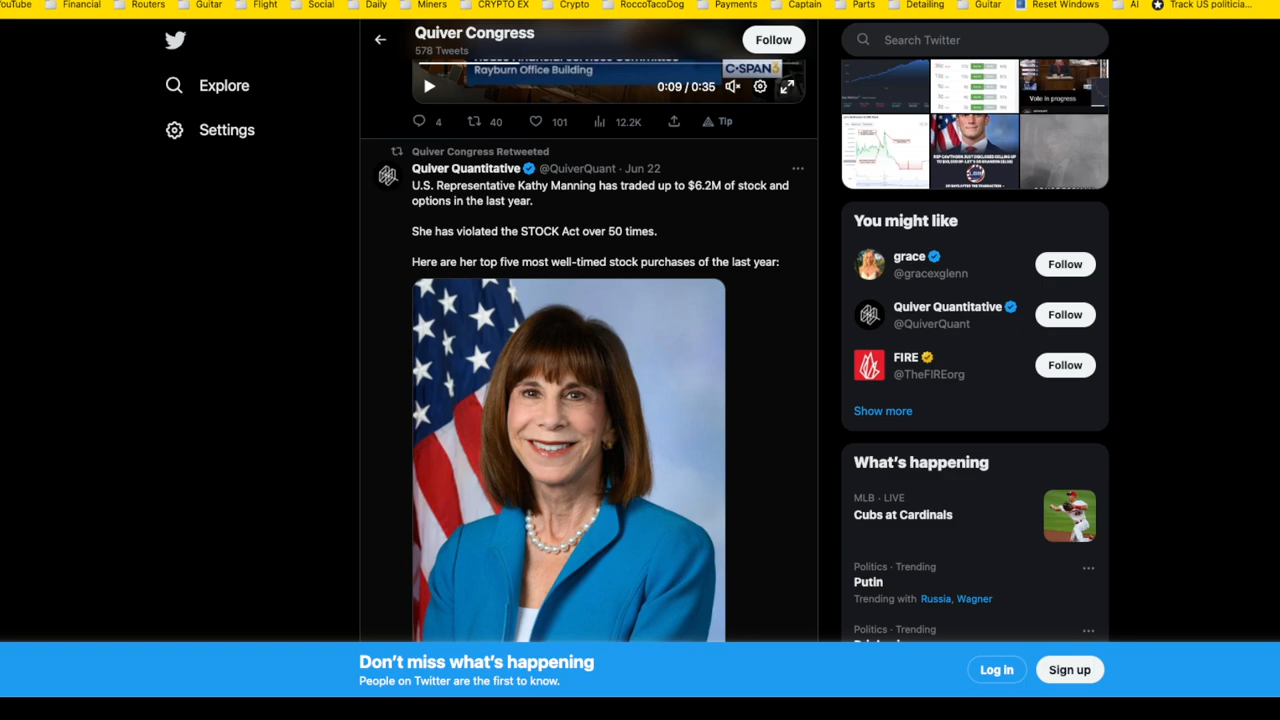 YouTube Financial Routers Guitar Flight Social Daily Miners CRYPTO EX Crypto RoccoTacoDog Payments Captain Parts Detailing Guitar Reset Windows AI Track US politicia...
Explore
Settings
Quiver Congress
578 Tweets
Follow
Rayburn Office Building
C·SPAN3
0:09 / 0:35
4 40 101 12.2K Tip
Quiver Congress Retweeted
Quiver Quantitative @QuiverQuant · Jun 22
U.S. Representative Kathy Manning has traded up to $6.2M of stock and
options in the last year.
She has violated the STOCK Act over 50 times.
Here are her top five most well-timed stock purchases of the last year:
Search Twitter
Vote in progress
You might like
grace
@gracexglenn
Follow
Quiver Quantitative
@QuiverQuant
Follow
FIRE
@TheFIREorg
Follow
Show more
What's happening
MLB · LIVE
Cubs at Cardinals
Politics · Trending
Putin
Trending with Russia, Wagner
Politics · Trending
Don't miss what's happening
People on Twitter are the first to know.
Log in
Sign up